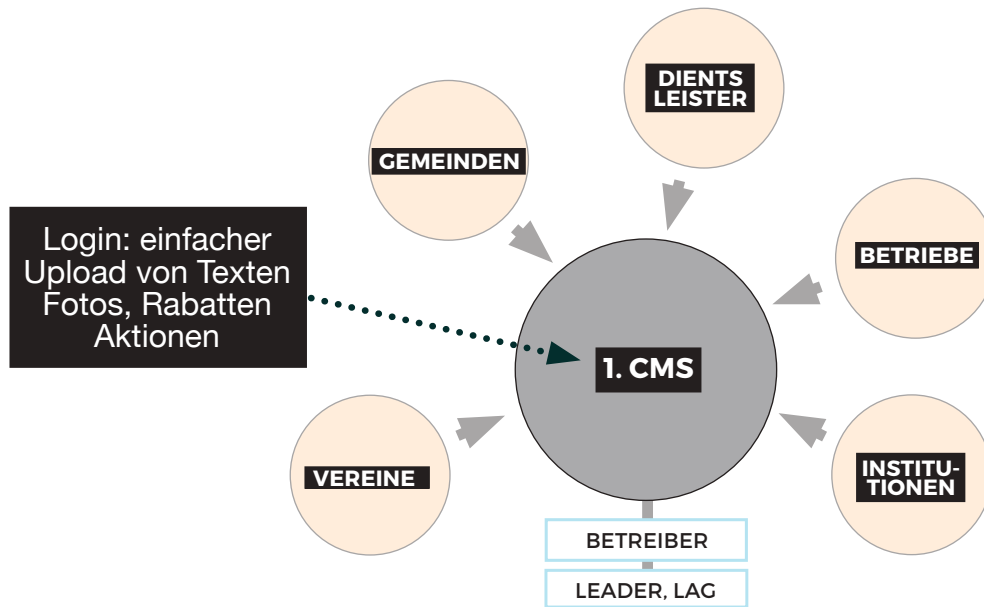 DIENTS
LEISTER
GEMEINDEN
BETRIEBE
Login: einfacher
Upload von Texten
Fotos, Rabatten
Aktionen
1. CMS
VEREINE
INSTITU-
TIONEN
BETREIBER
LEADER, LAG